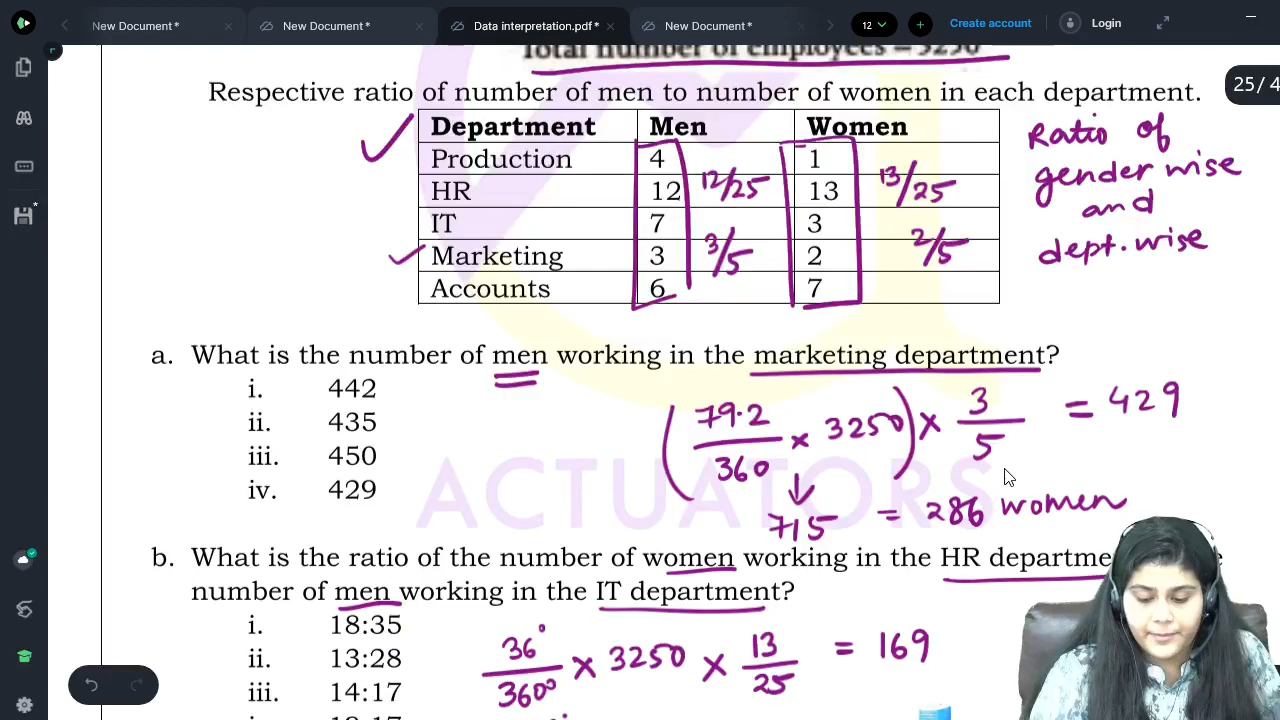 New Document*
New Document*
Data interpretation.pdf*
New Document*
12
Create account
Login
Total number of employees = 3250
25/4
Respective ratio of number of men to number of women in each department.
Department Men Women
Production 4 1
HR 12 12/25 13 13/25
IT 7 3
Marketing 3 3/5 2 2/5
Accounts 6 7
Ratio of
gender wise
and
dept. wise
a. What is the number of men working in the marketing department?
i. 442
ii. 435
iii. 450
iv. 429
(79.2/360 × 3250) × 3/5 = 429
715 = 286 women
ACTUATORS
b. What is the ratio of the number of women working in the HR
number of men working in the IT department?
i. 18:35
ii. 13:28
iii. 14:17
36°/360° × 3250 × 13/25 = 169